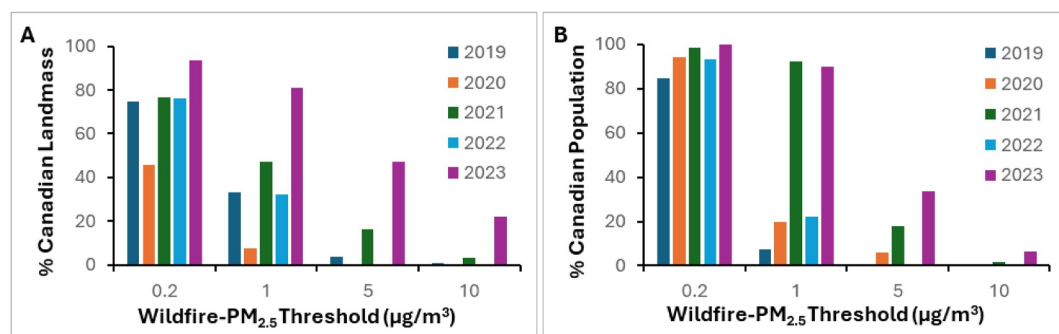 A
% Canadian Landmass
100
80
60
40
20
0
0.2 1 5 10
Wildfire-PM2.5 Threshold (µg/m³)
2019
2020
2021
2022
2023
B
% Canadian Population
100
80
60
40
20
0
0.2 1 5 10
Wildfire-PM2.5 Threshold (µg/m³)
2019
2020
2021
2022
2023